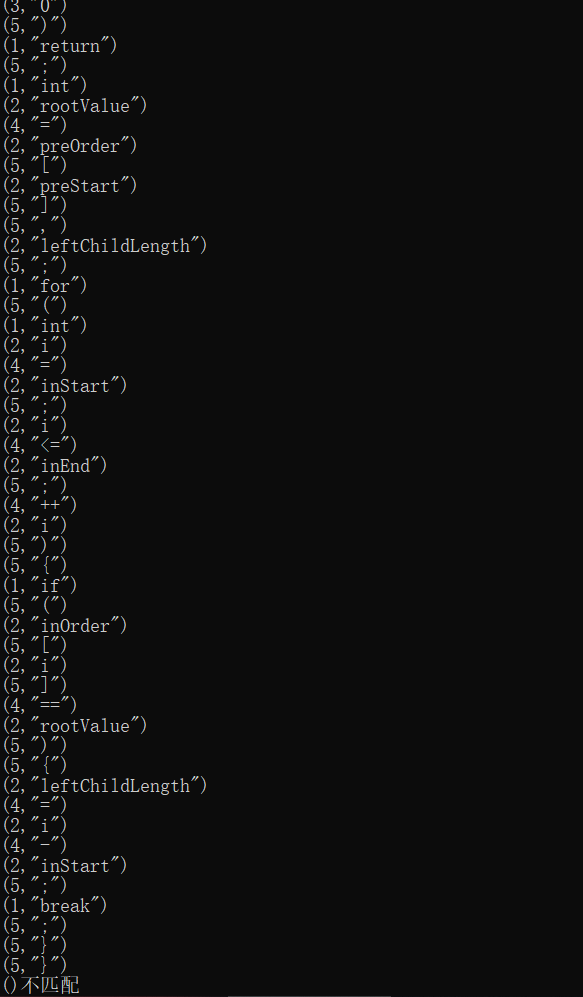 (3,"0")
(5,")")
(1,"return")
(5,";")
(1,"int")
(2,"rootValue")
(4,"=")
(2,"preOrder")
(5,"[")
(2,"preStart")
(5,"]")
(5,",")
(2,"leftChildLength")
(5,";")
(1,"for")
(5,"(")
(1,"int")
(2,"i")
(4,"=")
(2,"inStart")
(5,";")
(2,"i")
(4,"<=")
(2,"inEnd")
(5,";")
(4,"++")
(2,"i")
(5,")")
(5,"{")
(1,"if")
(5,"(")
(2,"inOrder")
(5,"[")
(2,"i")
(5,"]")
(4,"==")
(2,"rootValue")
(5,")")
(5,"{")
(2,"leftChildLength")
(4,"=")
(2,"i")
(4,"-")
(2,"inStart")
(5,";")
(1,"break")
(5,";")
(5,"}")
(5,"}")
()不匹配